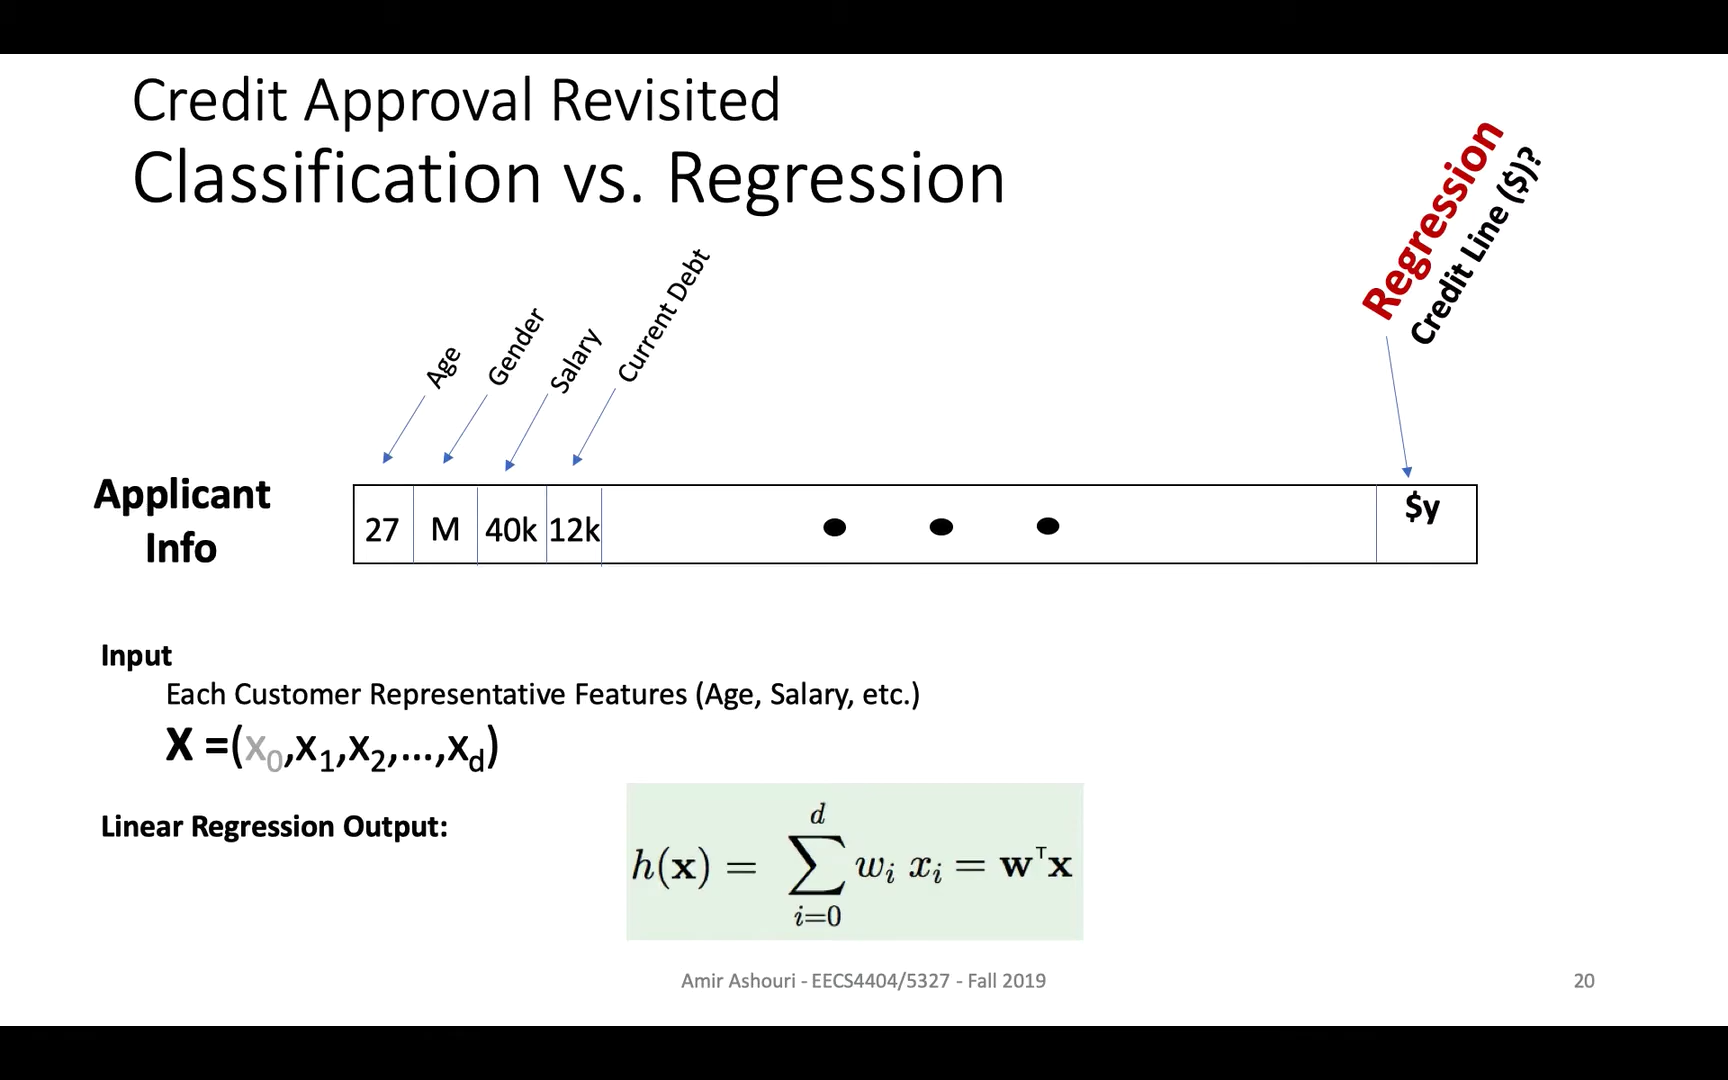 Credit Approval Revisited
Classification vs. Regression
Regression
Credit Line ($)?
Age
Gender
Salary
Current Debt
Applicant
Info
27 M 40k 12k $y
Input
Each Customer Representative Features (Age, Salary, etc.)
X =(x₀,x₁,x₂,...,x_d)
Linear Regression Output:
h(𝐱) = ∑_{i=0}^{d} w_i x_i = 𝐰ᵀ𝐱
Amir Ashouri - EECS4404/5327 - Fall 2019
20